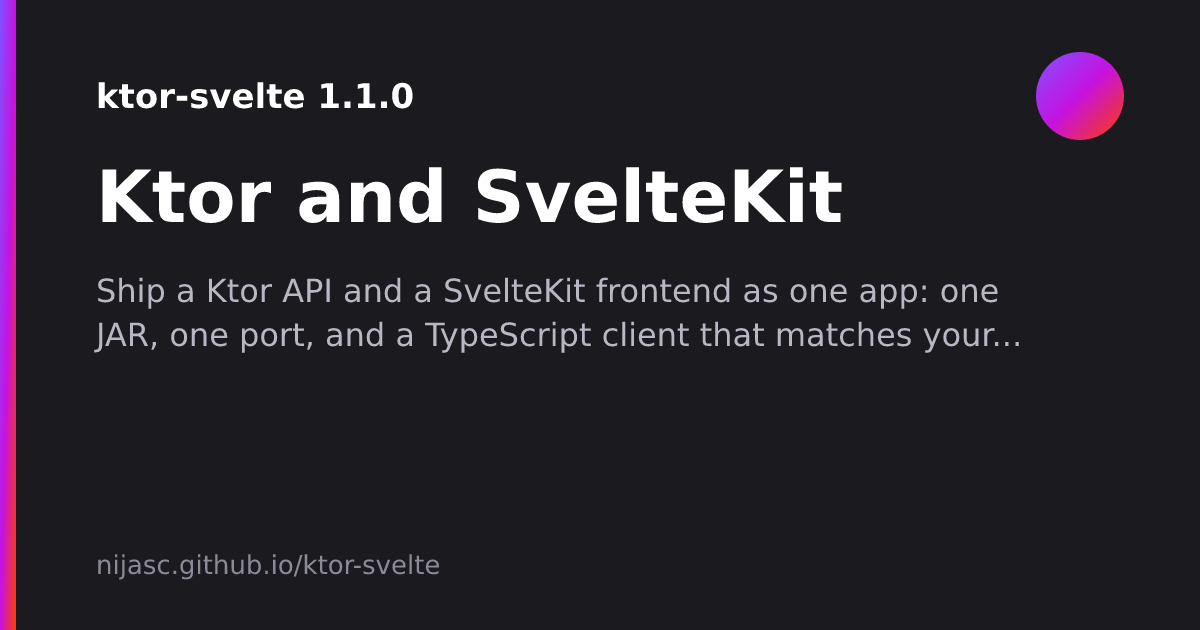 ktor-svelte 1.1.0
Ktor and SvelteKit
Ship a Ktor API and a SvelteKit frontend as one app: one
JAR, one port, and a TypeScript client that matches your...
nijasc.github.io/ktor-svelte